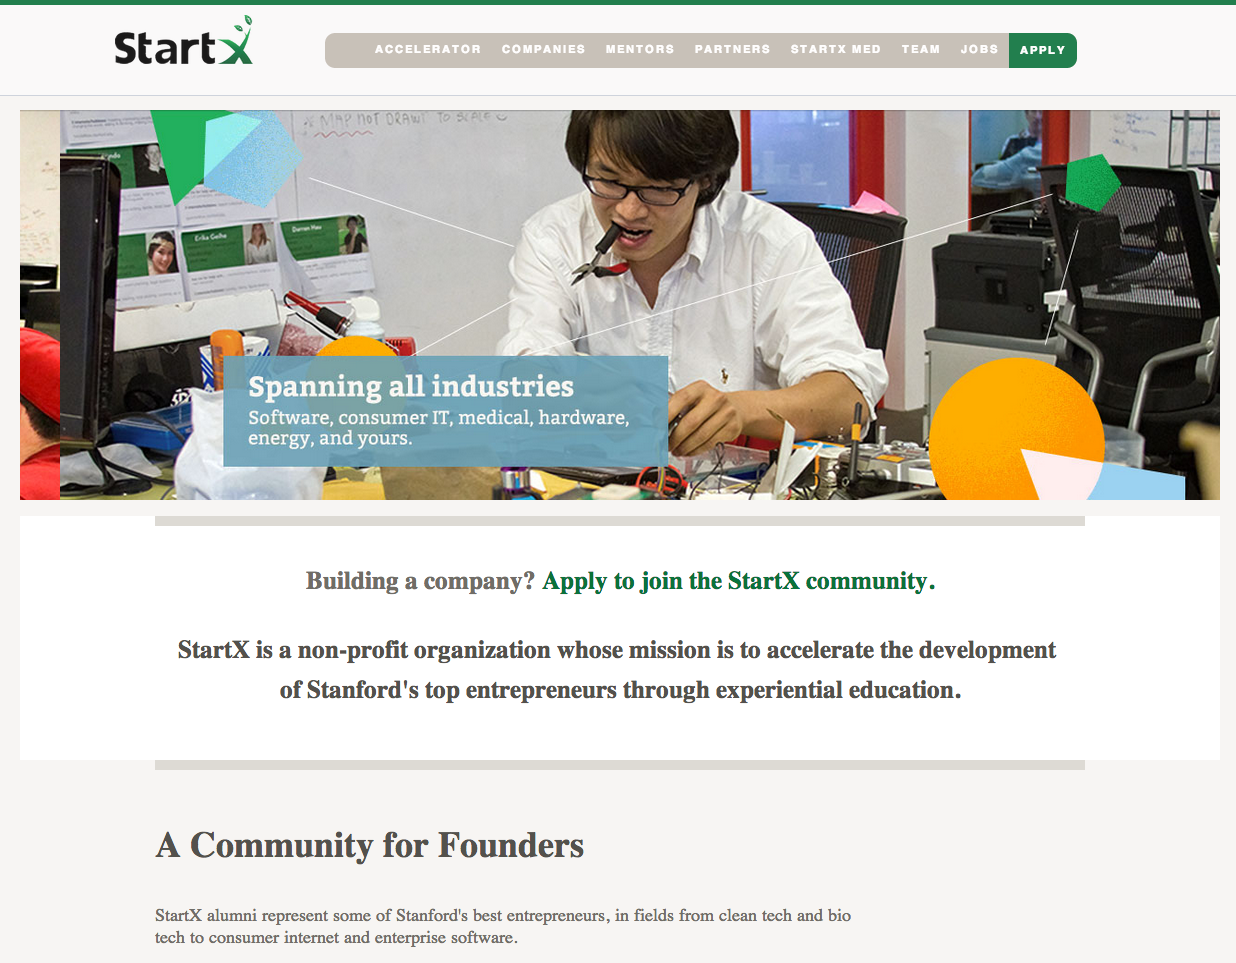 StartX
ACCELERATOR COMPANIES MENTORS PARTNERS STARTX MED TEAM JOBS APPLY
* MAP NOT DRAWN TO SCALE
Erika Gelho
Darren Hau
Spanning all industries
Software, consumer IT, medical, hardware,
energy, and yours.
Building a company? Apply to join the StartX community.
StartX is a non-profit organization whose mission is to accelerate the development
of Stanford's top entrepreneurs through experiential education.
A Community for Founders
StartX alumni represent some of Stanford's best entrepreneurs, in fields from clean tech and bio
tech to consumer internet and enterprise software.